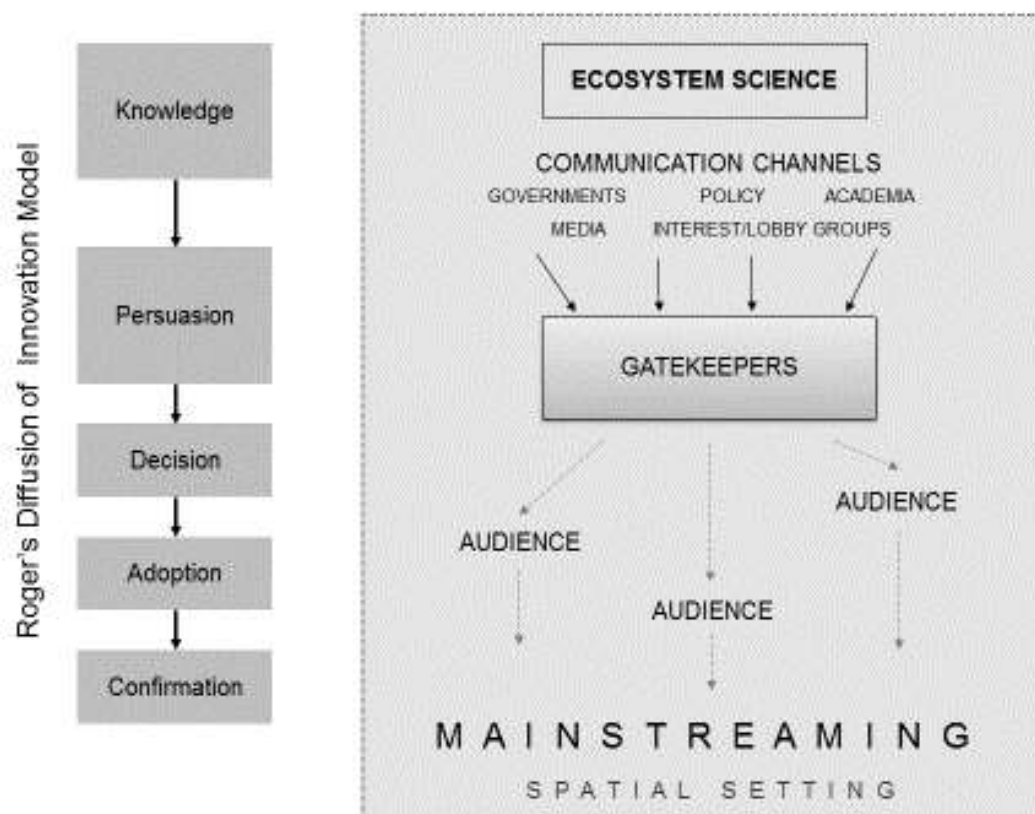 Roger's Diffusion of Innovation Model
Knowledge
Persuasion
Decision
Adoption
Confirmation
ECOSYSTEM SCIENCE
COMMUNICATION CHANNELS
GOVERNMENTS POLICY ACADEMIA
MEDIA INTEREST/LOBBY GROUPS
GATEKEEPERS
AUDIENCE
AUDIENCE
AUDIENCE
MAINSTREAMING
SPATIAL SETTING